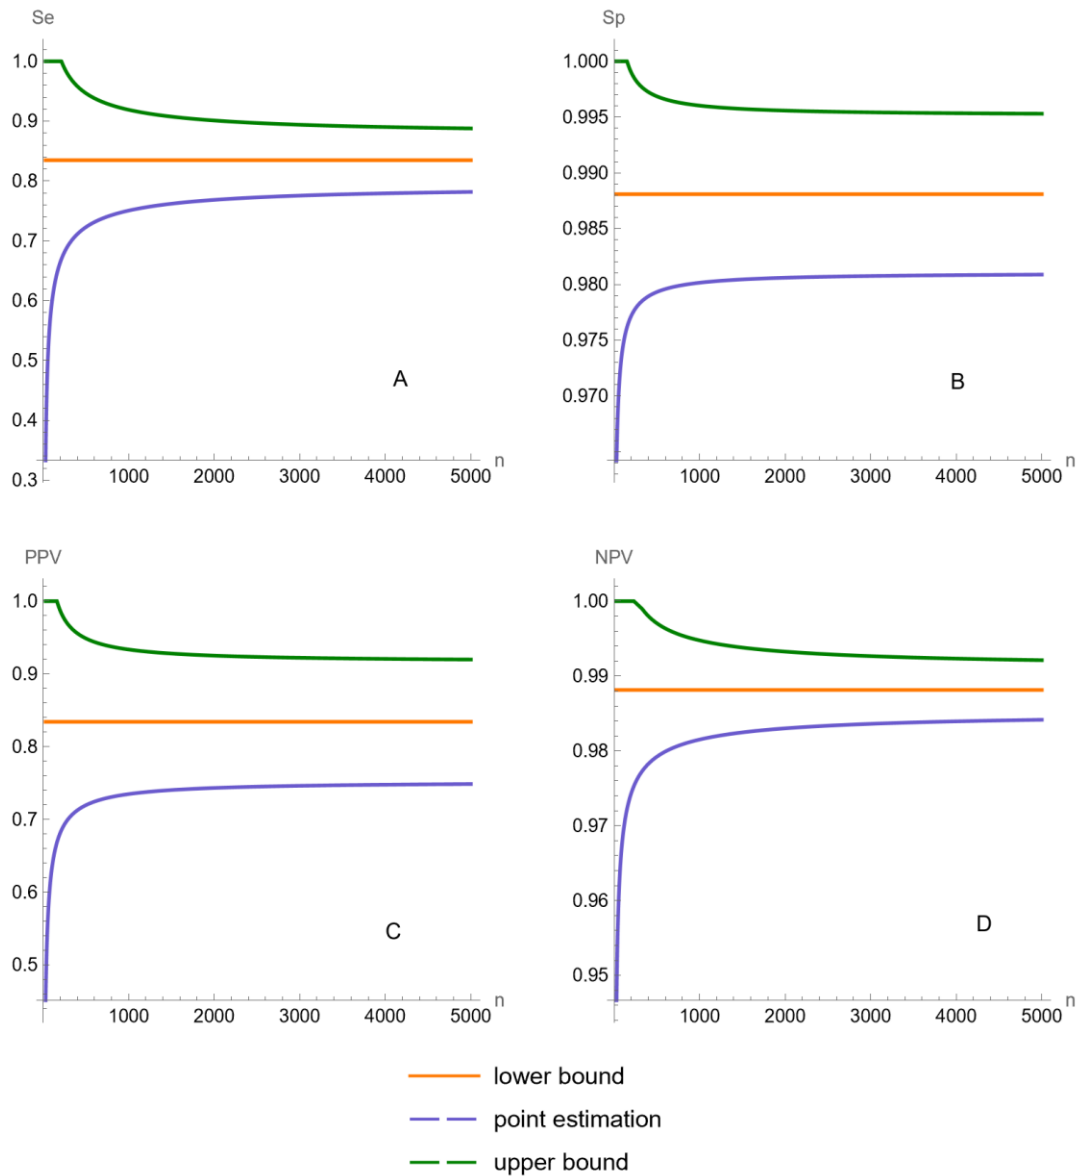 Se
1.0
0.9
0.8
0.7
0.6
0.5
0.4
0.3
A
1000 2000 3000 4000 5000 n
Sp
1.000
0.995
0.990
0.985
0.980
0.975
0.970
B
1000 2000 3000 4000 5000 n
PPV
1.0
0.9
0.8
0.7
0.6
0.5
C
1000 2000 3000 4000 5000 n
NPV
1.00
0.99
0.98
0.97
0.96
0.95
D
1000 2000 3000 4000 5000 n
lower bound
point estimation
upper bound